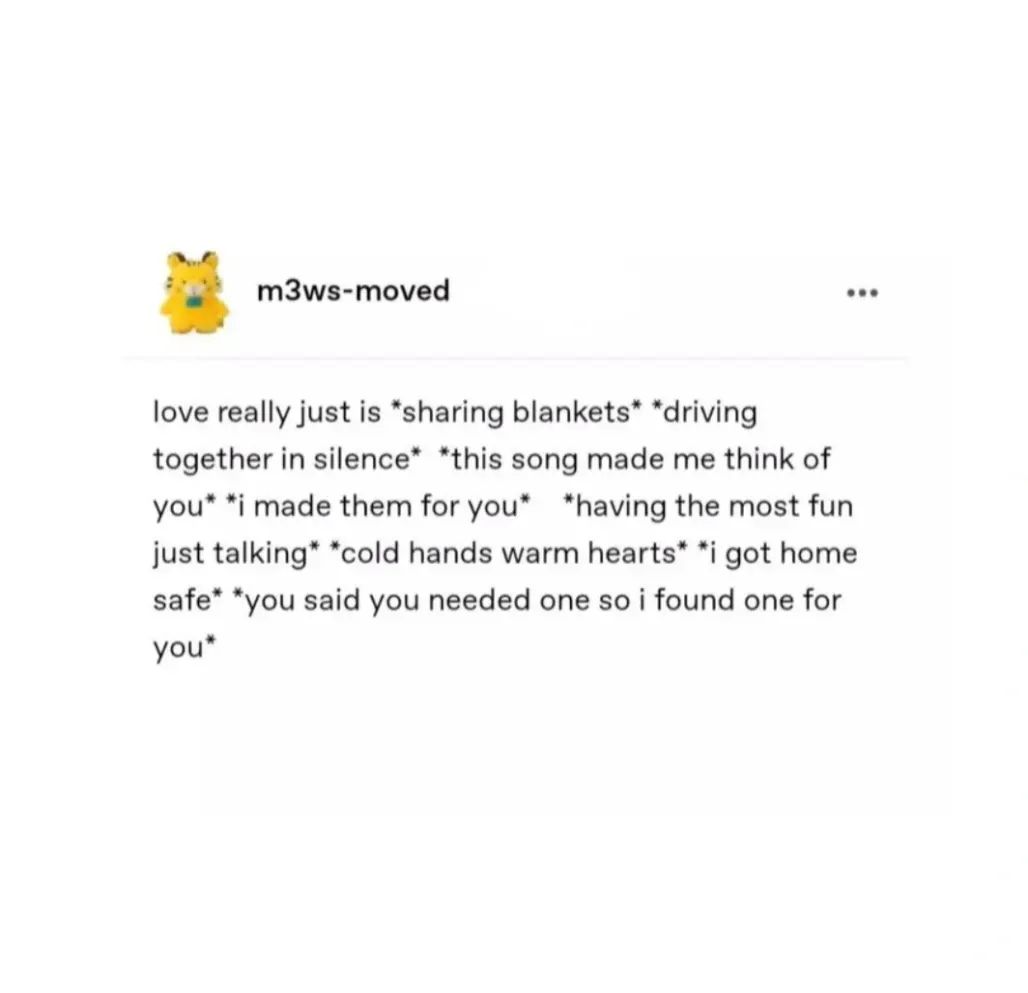 m3ws-moved
love really just is *sharing blankets* *driving
together in silence*  *this song made me think of
you* *i made them for you*    *having the most fun
just talking* *cold hands warm hearts* *i got home
safe* *you said you needed one so i found one for
you*